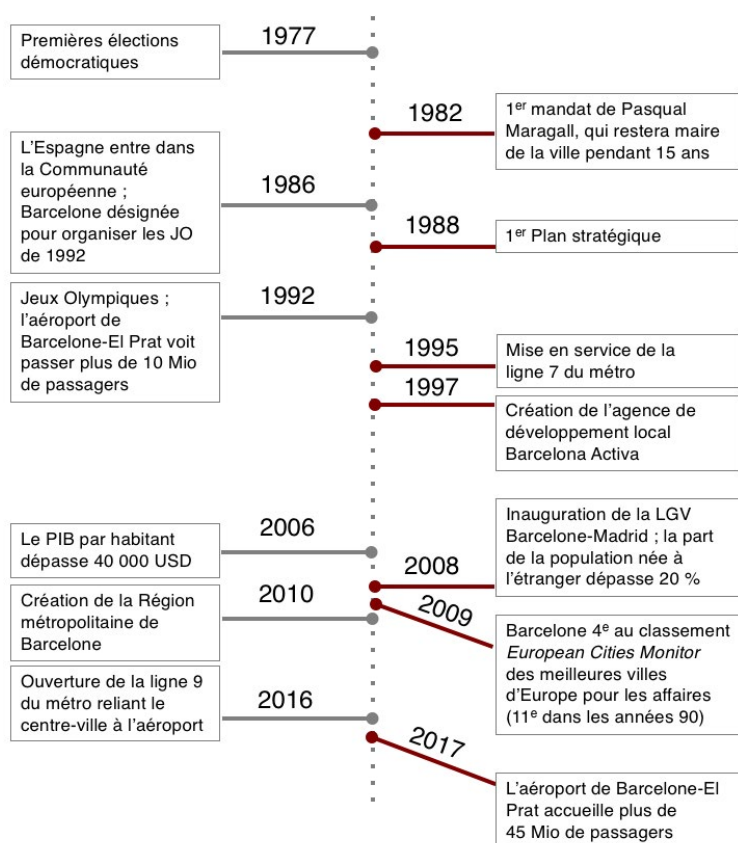 1977
Premières élections
démocratiques
1982
1er mandat de Pasqual
Maragall, qui restera maire
de la ville pendant 15 ans
1986
L'Espagne entre dans
la Communauté
européenne ;
Barcelone désignée
pour organiser les JO
de 1992
1988
1er Plan stratégique
1992
Jeux Olympiques ;
l'aéroport de
Barcelone-El Prat voit
passer plus de 10 Mio
de passagers
1995
Mise en service de la
ligne 7 du métro
1997
Création de l'agence de
développement local
Barcelona Activa
2006
Le PIB par habitant
dépasse 40 000 USD
2008
Inauguration de la LGV
Barcelone-Madrid ; la part
de la population née à
l'étranger dépasse 20 %
2009
Barcelone 4e au classement
European Cities Monitor
des meilleures villes
d'Europe pour les affaires
(11e dans les années 90)
2010
Création de la Région
métropolitaine de
Barcelone
2016
Ouverture de la ligne 9
du métro reliant le
centre-ville à l'aéroport
2017
L'aéroport de Barcelone-El
Prat accueille plus de
45 Mio de passagers